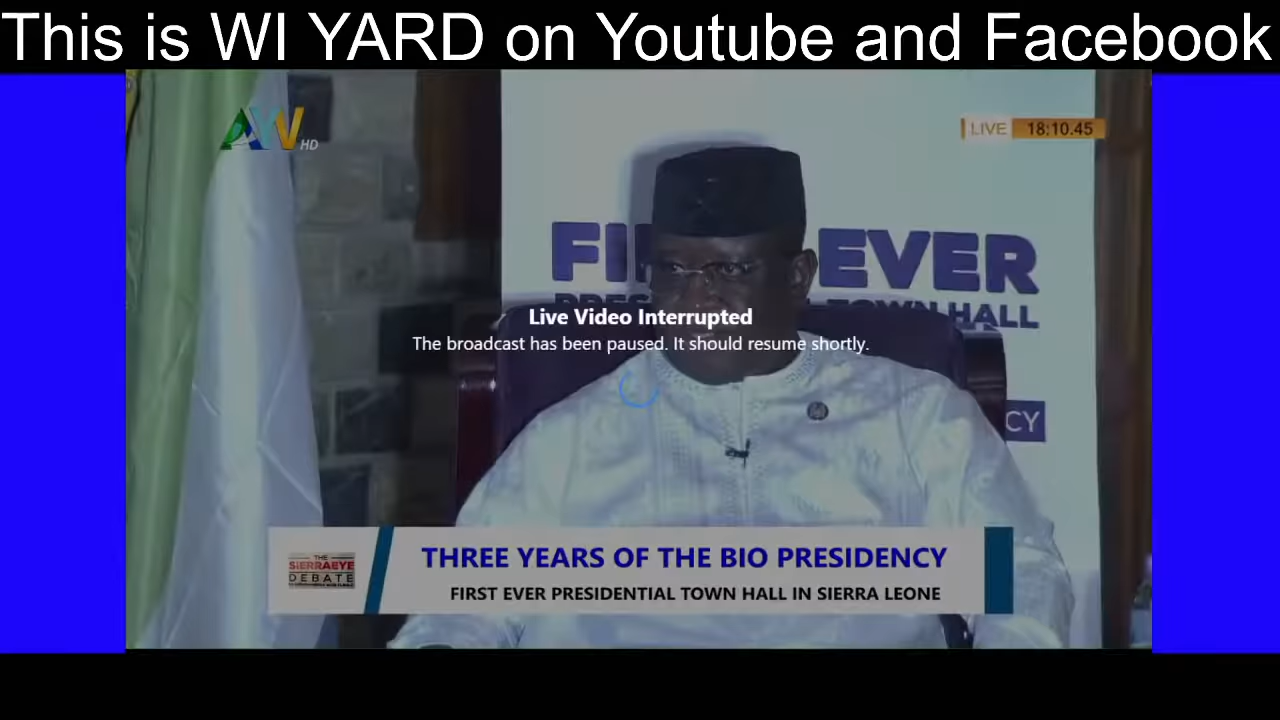 This is WI YARD on Youtube and Facebook
AYV
HD
LIVE 18:10.45
EVER
TOWN HALL
Live Video Interrupted
The broadcast has been paused. It should resume shortly.
CY
THE
SIERRAEYE
DEBATE
THREE YEARS OF THE BIO PRESIDENCY
FIRST EVER PRESIDENTIAL TOWN HALL IN SIERRA LEONE